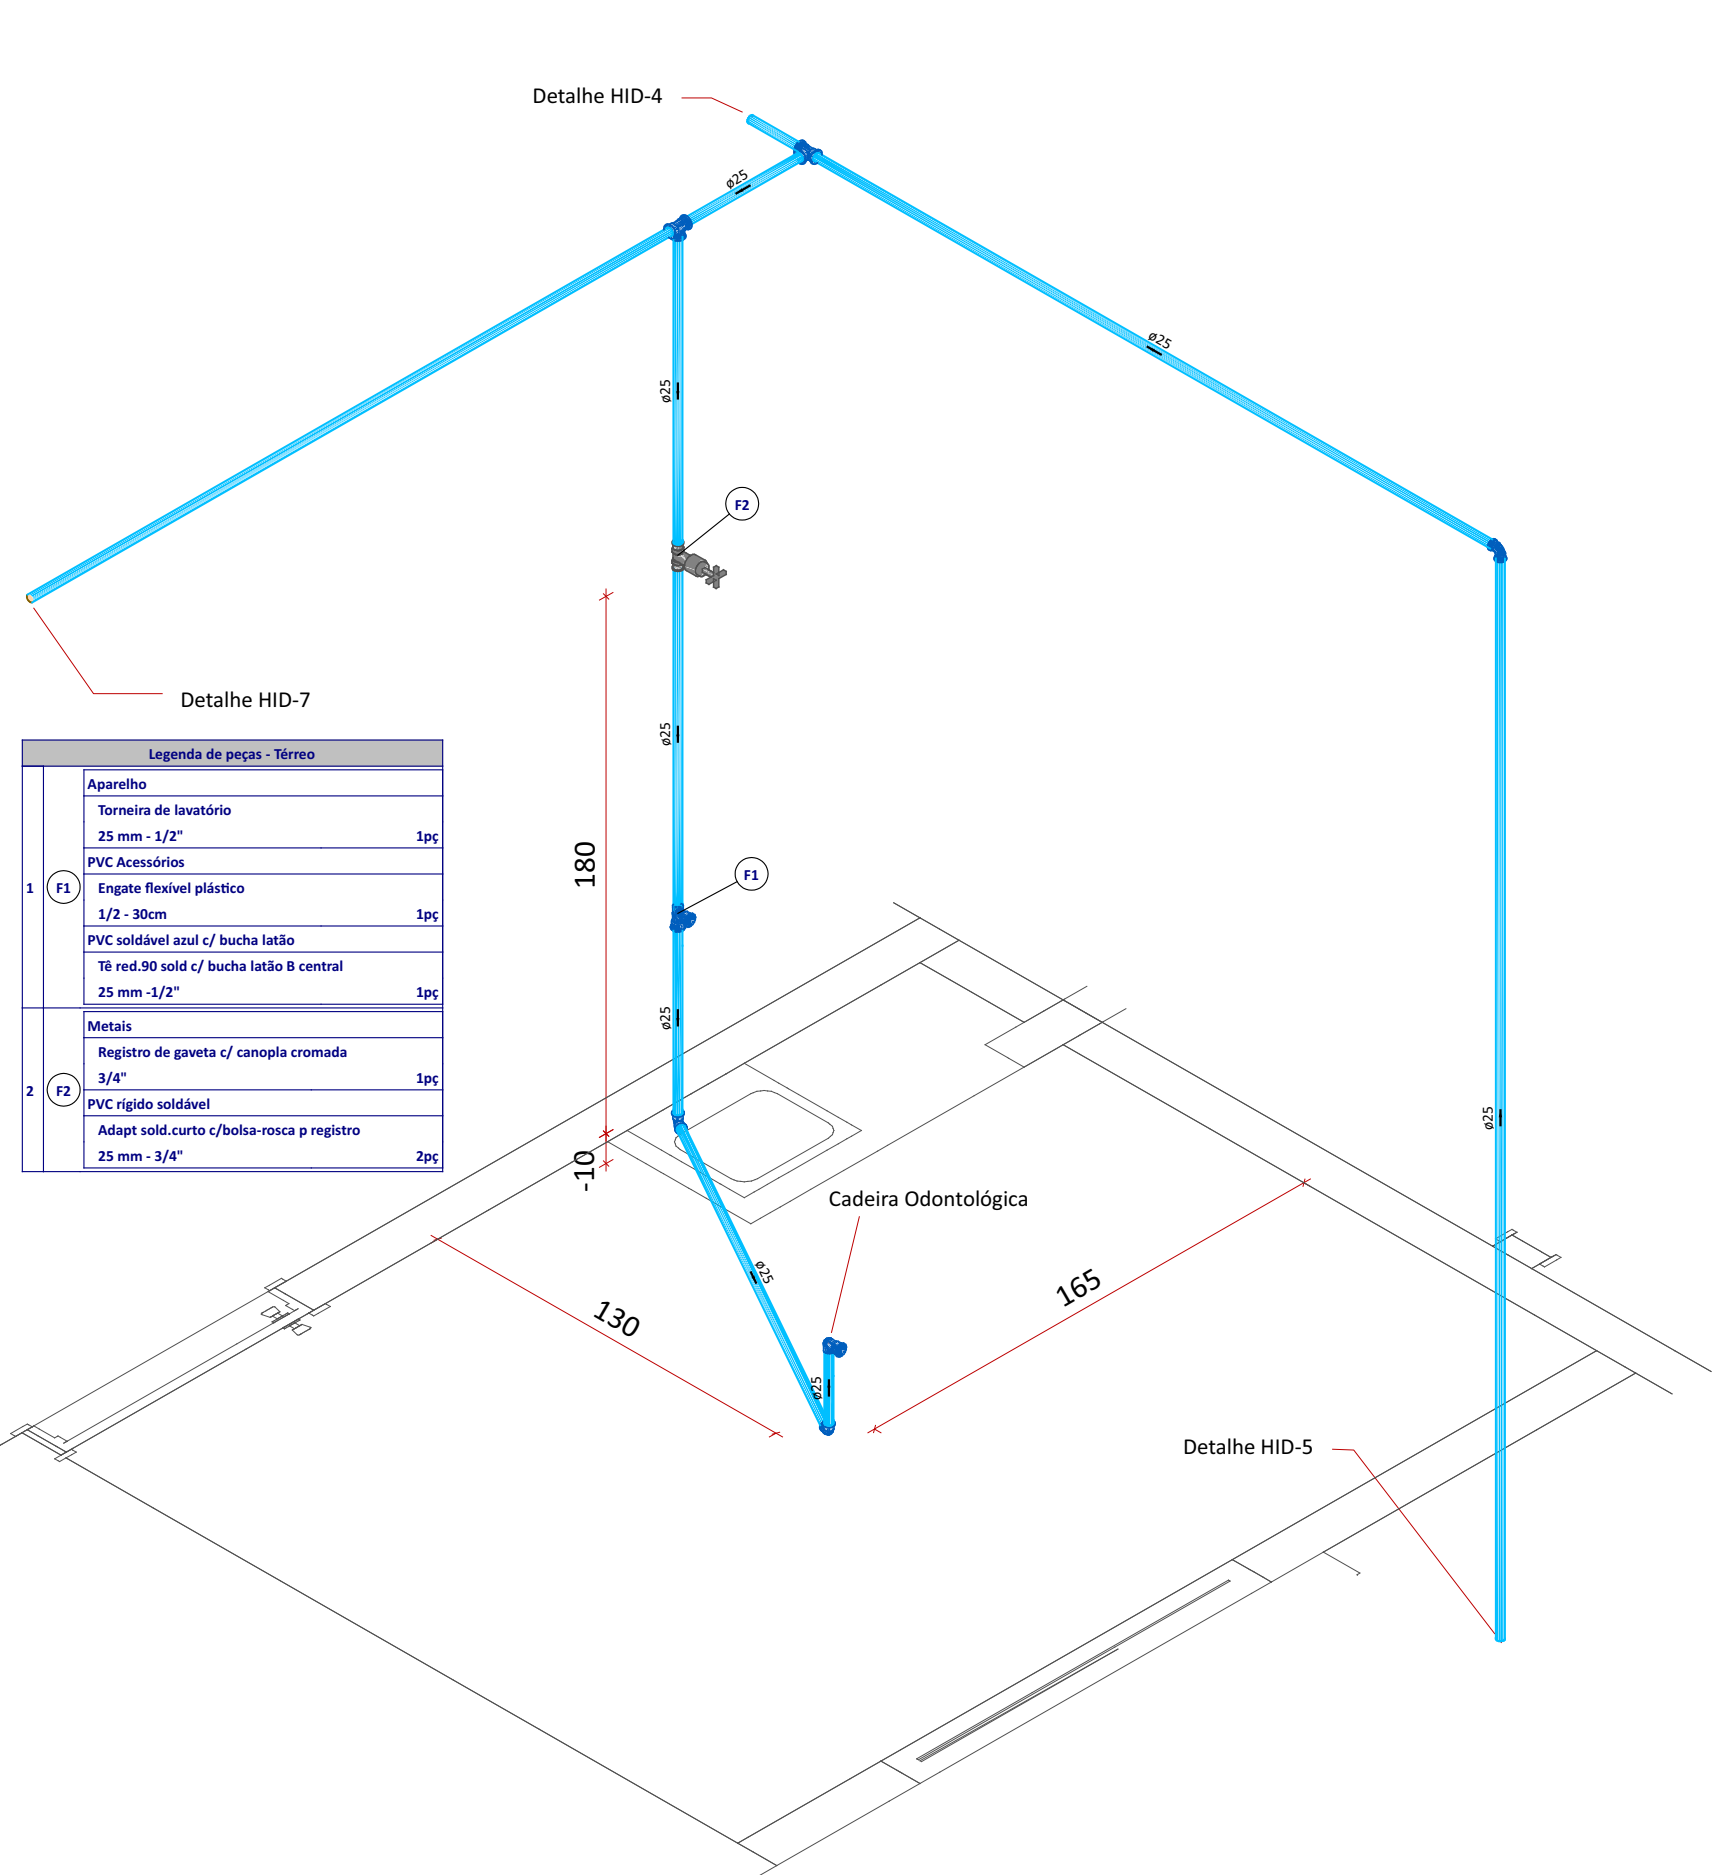 Detalhe HID-4
ø25
ø25
ø25
F2
Detalhe HID-7
ø25
Legenda de peças - Térreo
1
F1
Aparelho
Torneira de lavatório
25 mm - 1/2" 1pç
PVC Acessórios
Engate flexível plástico
1/2 - 30cm 1pç
PVC soldável azul c/ bucha latão
Tê red.90 sold c/ bucha latão B central
25 mm -1/2" 1pç
2
F2
Metais
Registro de gaveta c/ canopla cromada
3/4" 1pç
PVC rígido soldável
Adapt sold.curto c/bolsa-rosca p registro
25 mm - 3/4" 2pç
180
F1
ø25
ø25
-10
Cadeira Odontológica
ø25
165
130
ø25
Detalhe HID-5